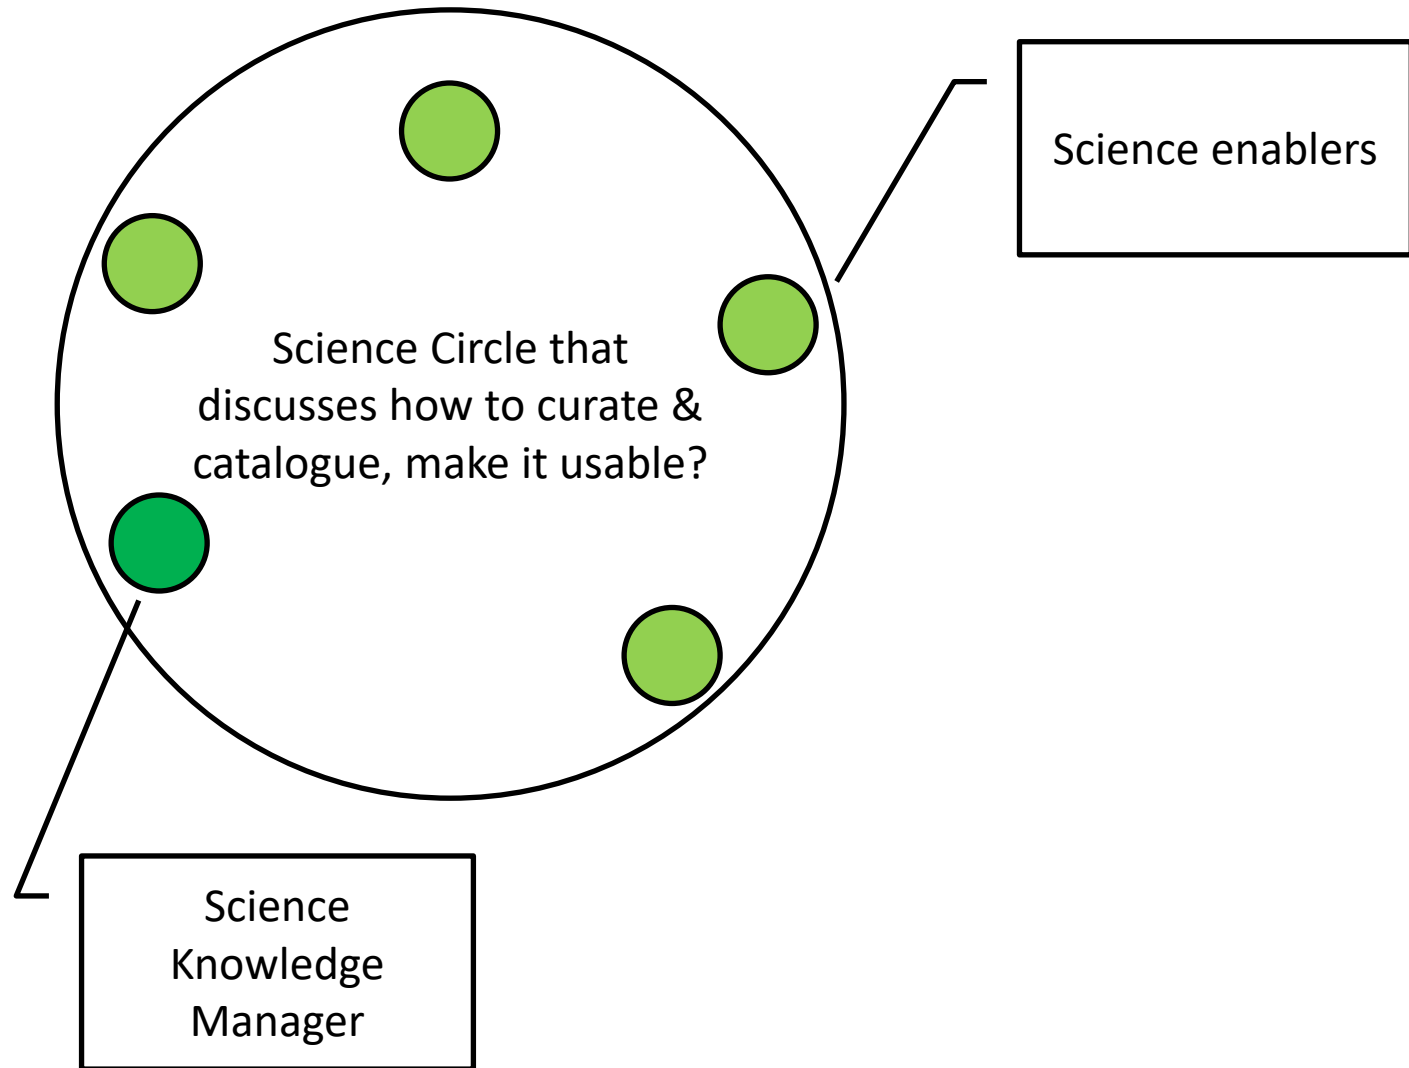 Science enablers
Science Circle that
discusses how to curate &
catalogue, make it usable?
Science
Knowledge
Manager